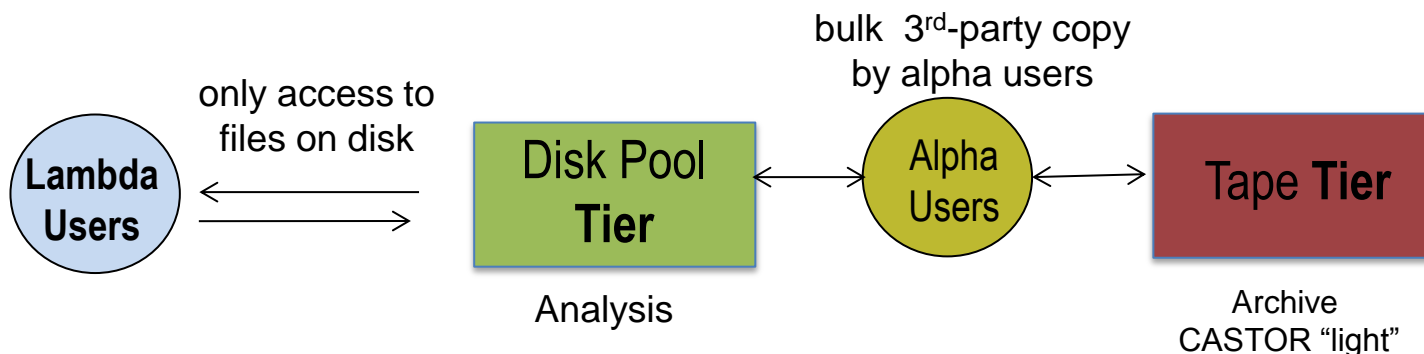 bulk 3rd-party copy
by alpha users
only access to
files on disk
Lambda
Users
Disk Pool
Tier
Alpha
Users
Tape Tier
Analysis
Archive
CASTOR “light”